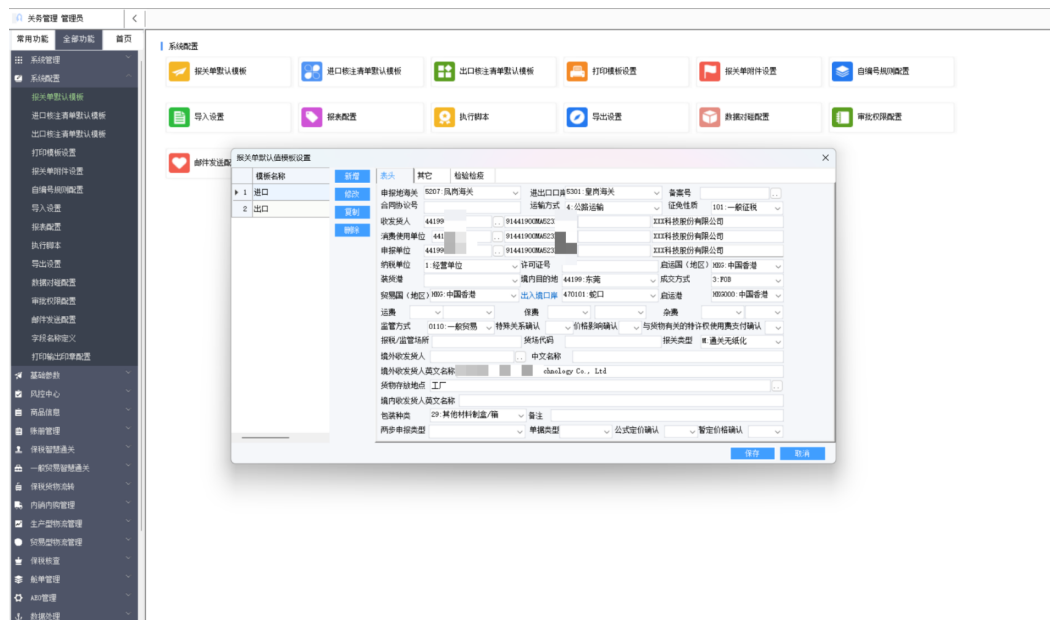 关务管理 管理员
常用功能 全部功能 首页
系统管理
系统配置
报关单默认模板
进口核注清单默认模板
出口核注清单默认模板
打印模板设置
报关单附件设置
自编号规则配置
导入设置
报表配置
执行脚本
导出设置
数据对碰配置
审批权限配置
邮件发送配置
字段名称定义
打印输出印章配置
基础参数
风控中心
商品信息
账册管理
保税智慧通关
一般贸易智慧通关
保税货物流转
内销内购管理
生产型物流管理
贸易型物流管理
保税核查
舱单管理
AEO管理
数据处理
系统配置
报关单默认模板 进口核注清单默认模板 出口核注清单默认模板 打印模板设置 报关单附件设置 自编号规则配置
导入设置 报表配置 执行脚本 导出设置 数据对碰配置 审批权限配置
邮件发送配
报关单默认值模板设置
模板名称
1 进口
2 出口
新增
修改
复制
删除
表头 其它 检验检疫
申报地海关 5207:凤岗海关 进出口口岸 5301:皇岗海关 备案号
合同协议号 运输方式 4:公路运输 征免性质 101:一般征税
收发货人 44199 91441900MA523 XXX科技股份有限公司
消费使用单位 441 91441900MA523 XXX科技股份有限公司
申报单位 44199 91441900MA523 XXX科技股份有限公司
纳税单位 1:经营单位 许可证号 启运国（地区） HKG:中国香港
装货港 境内目的地 44199:东莞 成交方式 3:FOB
贸易国（地区） HKG:中国香港 出入境口岸 470101:蛇口 启运港 HKG000:中国香港
运费 保费 杂费
监管方式 0110:一般贸易 特殊关系确认 价格影响确认 与货物有关的特许权使用费支付确认
报税/监管场所 货场代码 报关类型 M:通关无纸化
境外收发货人 中文名称
境外收发货人英文名称 chnology Co., Ltd
货物存放地点 工厂
境内收发货人英文名称
包装种类 29:其他材料制盒/箱 备注
两步申报类型 单据类型 公式定价确认 暂定价格确认
保存 取消